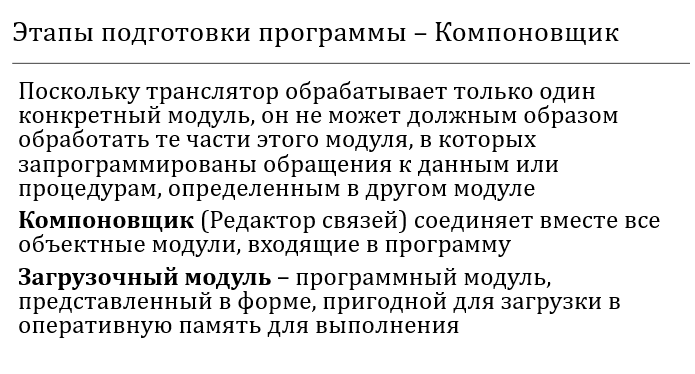 Этапы подготовки программы – Компоновщик
Поскольку транслятор обрабатывает только один
конкретный модуль, он не может должным образом
обработать те части этого модуля, в которых
запрограммированы обращения к данным или
процедурам, определенным в другом модуле
Компоновщик (Редактор связей) соединяет вместе все
объектные модули, входящие в программу
Загрузочный модуль – программный модуль,
представленный в форме, пригодной для загрузки в
оперативную память для выполнения